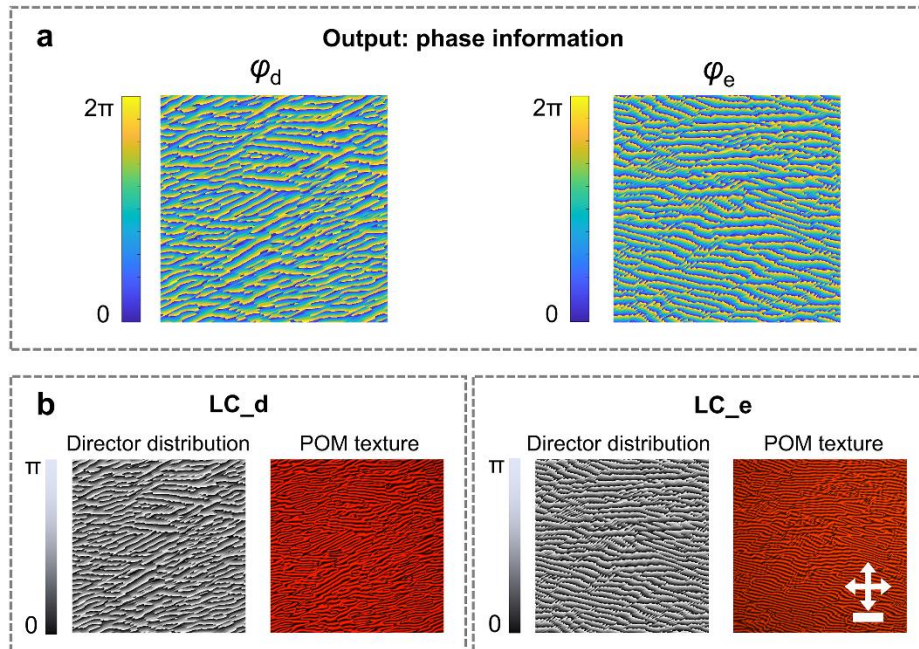 a
Output: phase information
φd
φe
2π
0
2π
0
b
LC_d
Director distribution
POM texture
π
0
LC_e
Director distribution
POM texture
π
0